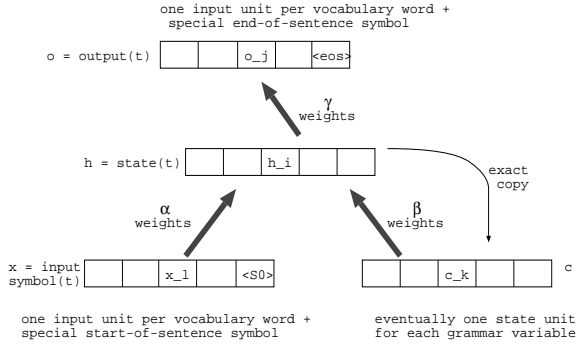 one input unit per vocabulary word +
special end-of-sentence symbol
o = output(t)
o_j
<eos>
γ
weights
h = state(t)
h_i
exact
copy
α
weights
β
weights
x = input
symbol(t)
x_l
<S0>
c_k
c
one input unit per vocabulary word +
special start-of-sentence symbol
eventually one state unit
for each grammar variable